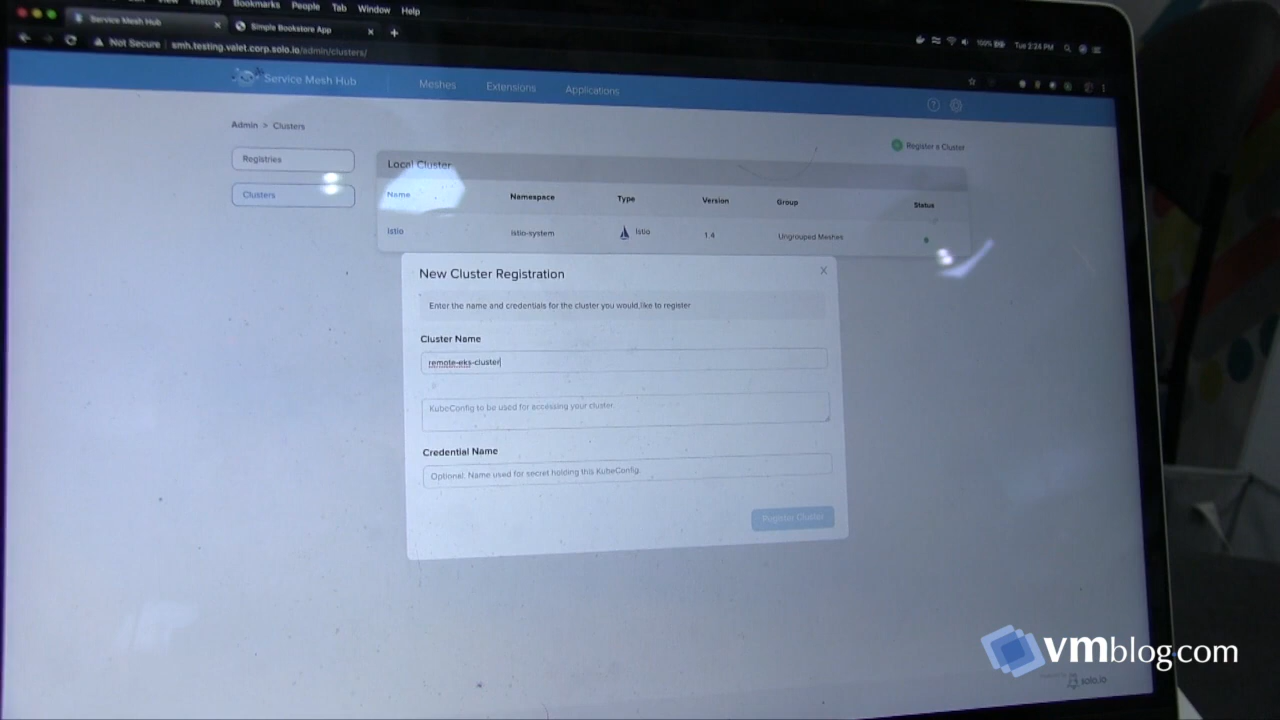 View History Bookmarks People Tab Window Help
Service Mesh Hub × Simple Bookstore App × +
100% Tue 2:24 PM
Not Secure | smh.testing.valet.corp.solo.io/admin/clusters/
Service Mesh Hub Meshes Extensions Applications ?
Admin > Clusters
Register a Cluster
Registries
Clusters
Local Cluster
Name Namespace Type Version Group Status
istio istio-system Istio 1.4 Ungrouped Meshes
New Cluster Registration X
Enter the name and credentials for the cluster you would like to register
Cluster Name
remote-eks-cluster
KubeConfig to be used for accessing your cluster.
Credential Name
Optional: Name used for secret holding this KubeConfig.
Register Cluster
vmblog.com
solo.io